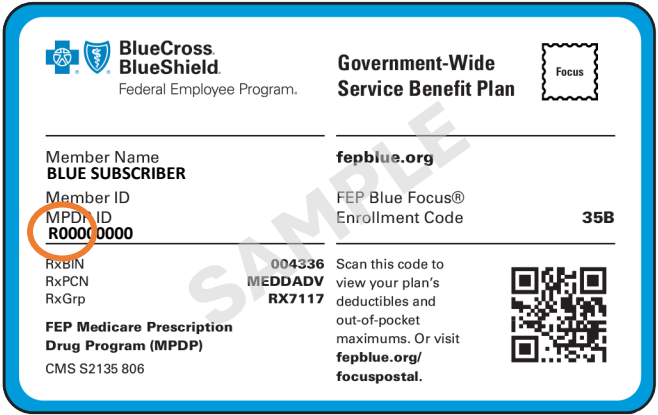 BlueCross®
BlueShield®
Federal Employee Program®
Government-Wide
Service Benefit Plan
Focus
Member Name
BLUE SUBSCRIBER
Member ID
MPDP ID
R00000000
fepblue.org
FEP Blue Focus®
Enrollment Code 35B
RxBIN 004336
RxPCN MEDDADV
RxGrp RX7117
FEP Medicare Prescription
Drug Program (MPDP)
CMS S2135 806
Scan this code to
view your plan's
deductibles and
out-of-pocket
maximums. Or visit
fepblue.org/
focuspostal.
SAMPLE